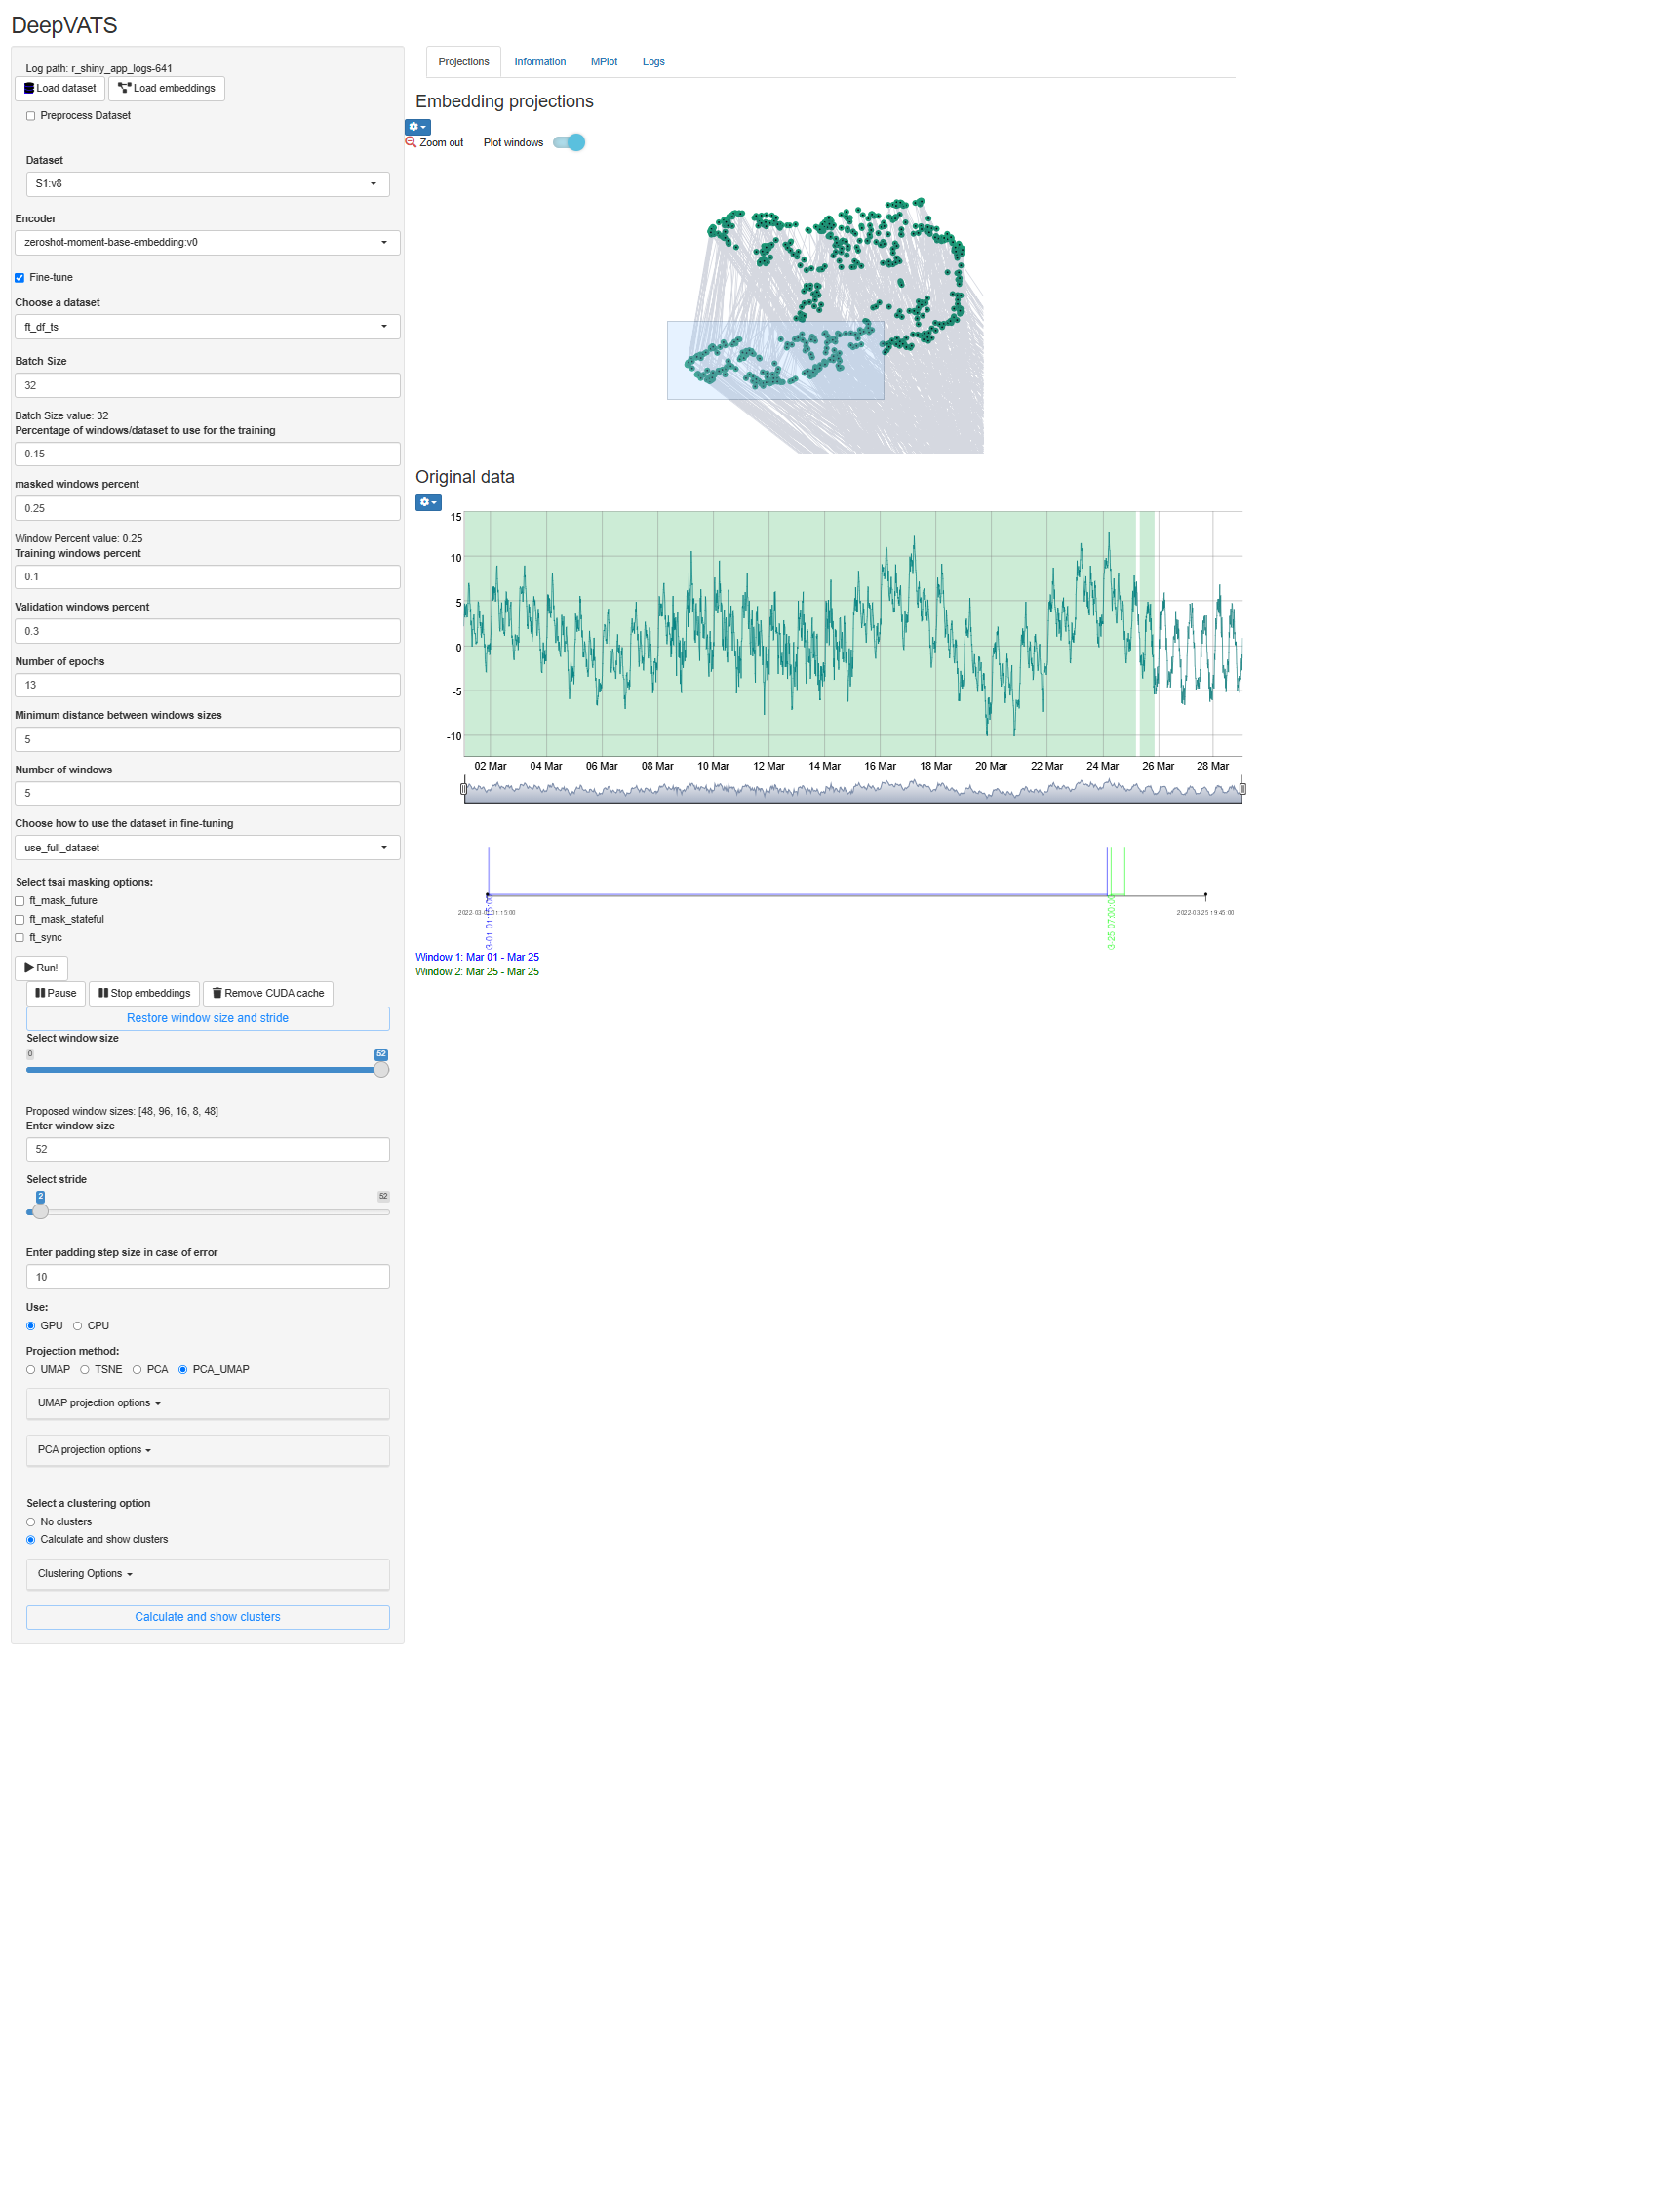 DeepVATS
Log path: r_shiny_app_logs-641
Load dataset
Load embeddings
Preprocess Dataset
Dataset
S1:v8
Encoder
zeroshot-moment-base-embedding:v0
Fine-tune
Choose a dataset
ft_df_ts
Batch Size
32
Batch Size value: 32
Percentage of windows/dataset to use for the training
0.15
masked windows percent
0.25
Window Percent value: 0.25
Training windows percent
0.1
Validation windows percent
0.3
Number of epochs
13
Minimum distance between windows sizes
5
Number of windows
5
Choose how to use the dataset in fine-tuning
use_full_dataset
Select tsai masking options:
ft_mask_future
ft_mask_stateful
ft_sync
Run!
Pause
Stop embeddings
Remove CUDA cache
Restore window size and stride
Select window size
0
52
Proposed window sizes: [48, 96, 16, 8, 48]
Enter window size
52
Select stride
2
52
Enter padding step size in case of error
10
Use:
GPU
CPU
Projection method:
UMAP
TSNE
PCA
PCA_UMAP
UMAP projection options
PCA projection options
Select a clustering option
No clusters
Calculate and show clusters
Clustering Options
Calculate and show clusters
Projections
Information
MPlot
Logs
Embedding projections
Zoom out
Plot windows
Original data
15
10
5
0
-5
-10
02 Mar
04 Mar
06 Mar
08 Mar
10 Mar
12 Mar
14 Mar
16 Mar
18 Mar
20 Mar
22 Mar
24 Mar
26 Mar
28 Mar
3-01 01:15:00
3-25 07:00:00
2022-03-25 19:45:00
Window 1: Mar 01 - Mar 25
Window 2: Mar 25 - Mar 25